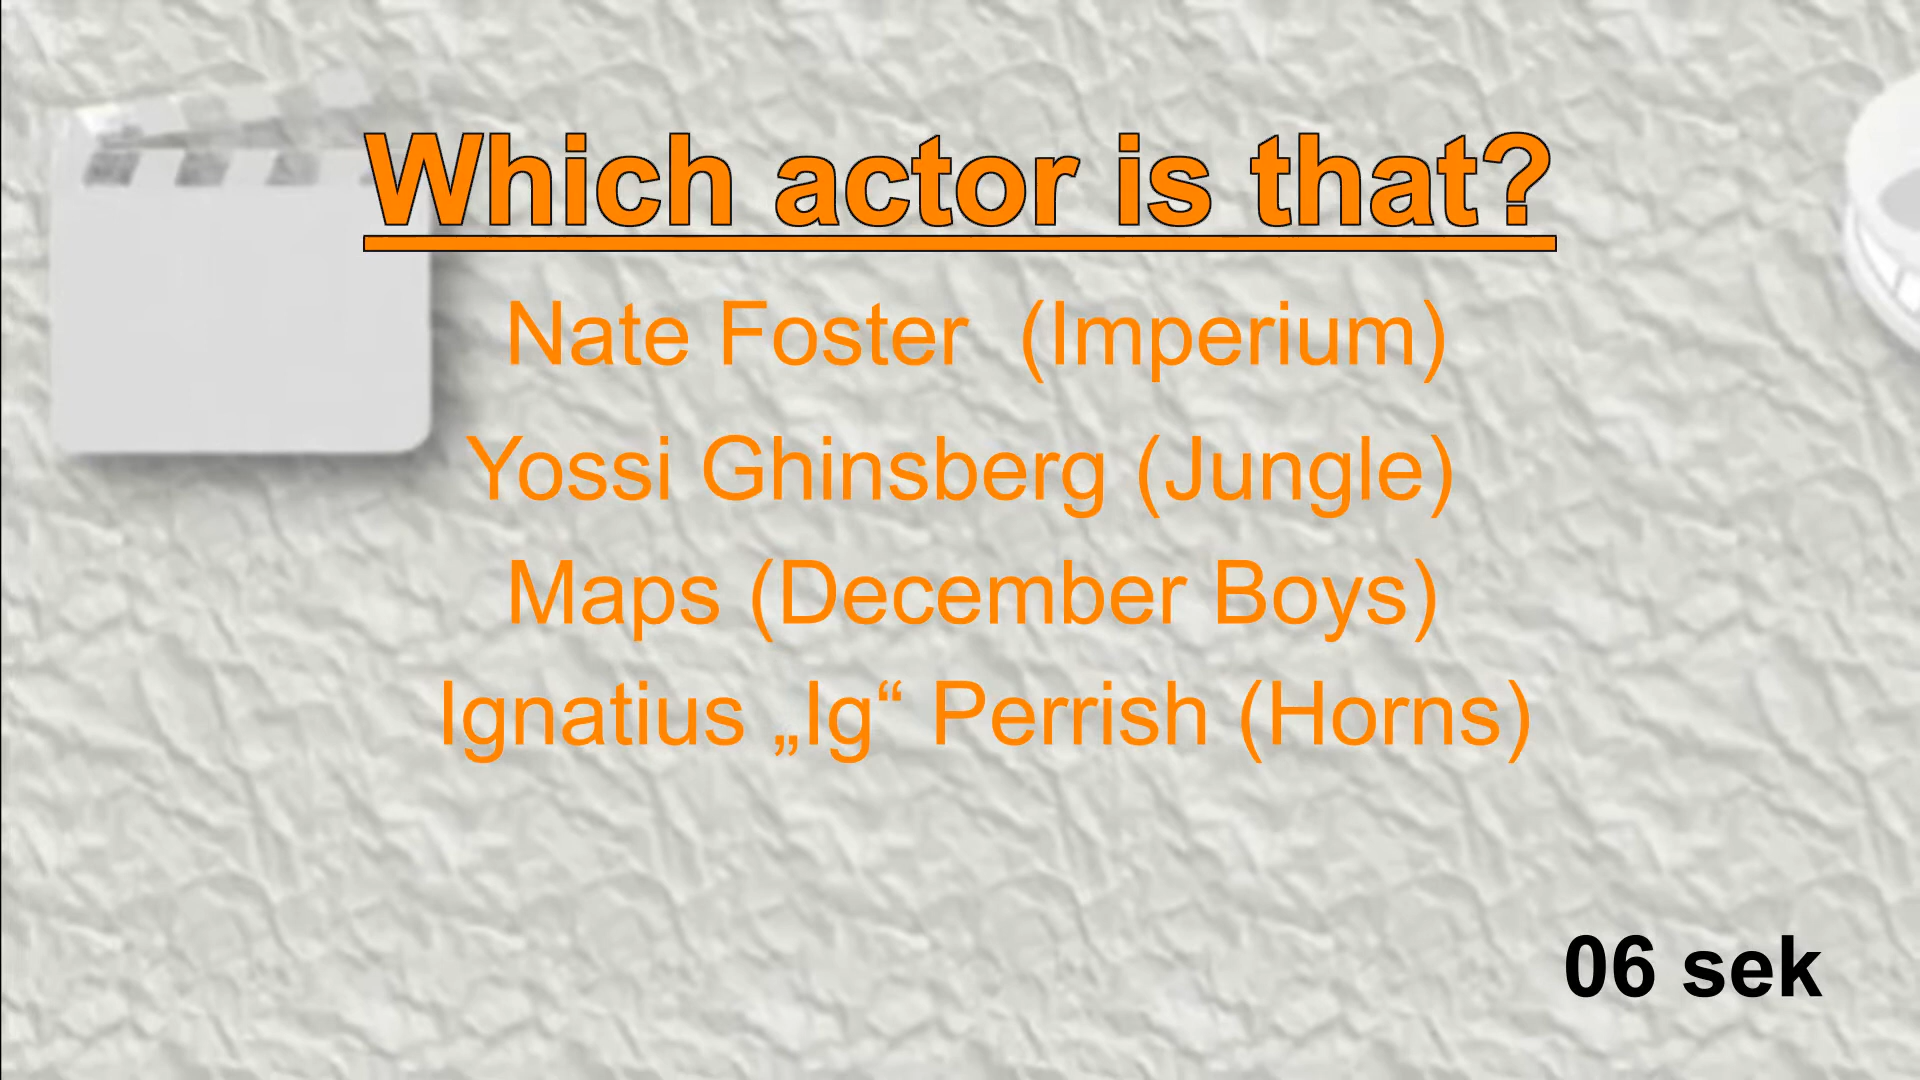 Which actor is that?
Nate Foster  (Imperium)
Yossi Ghinsberg (Jungle)
Maps (December Boys)
Ignatius „Ig“ Perrish (Horns)
06 sek